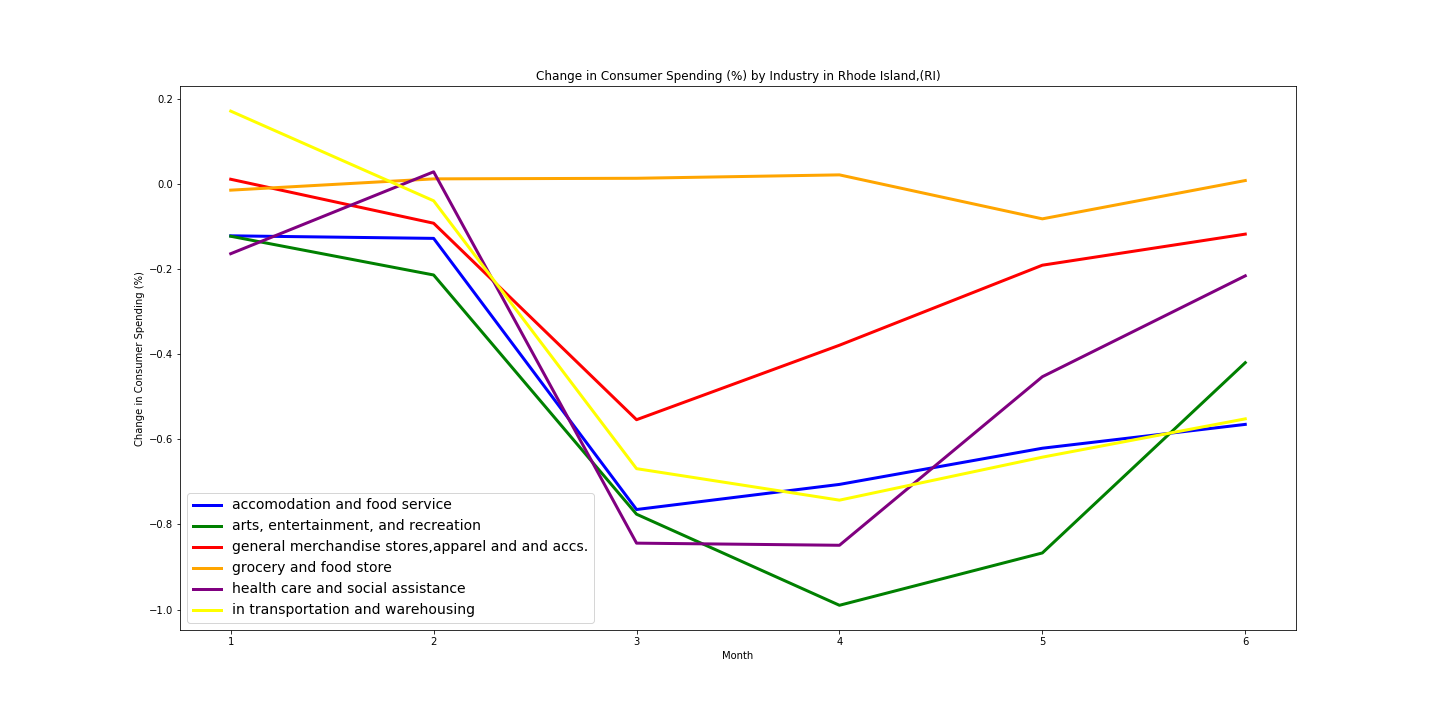 Change in Consumer Spending (%) by Industry in Rhode Island,(RI)
0.2
0.0
−0.2
−0.4
−0.6
−0.8
−1.0
Change in Consumer Spending (%)
accomodation and food service
arts, entertainment, and recreation
general merchandise stores,apparel and and accs.
grocery and food store
health care and social assistance
in transportation and warehousing
1 2 3 4 5 6
Month